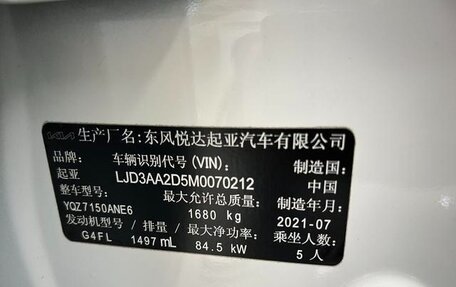 KIA 生产厂名:东风悦达起亚汽车有限公司
品牌: 车辆识别代号(VIN): 制造国:
起亚 LJD3AA2D5M0070212 中国
整车型号: 最大允许总质量: 制造年月:
YQZ7150ANE6 1680 kg 2021-07
发动机型号/排量/最大净功率: 乘坐人数:
G4FL 1497 mL 84.5 kW 5 人